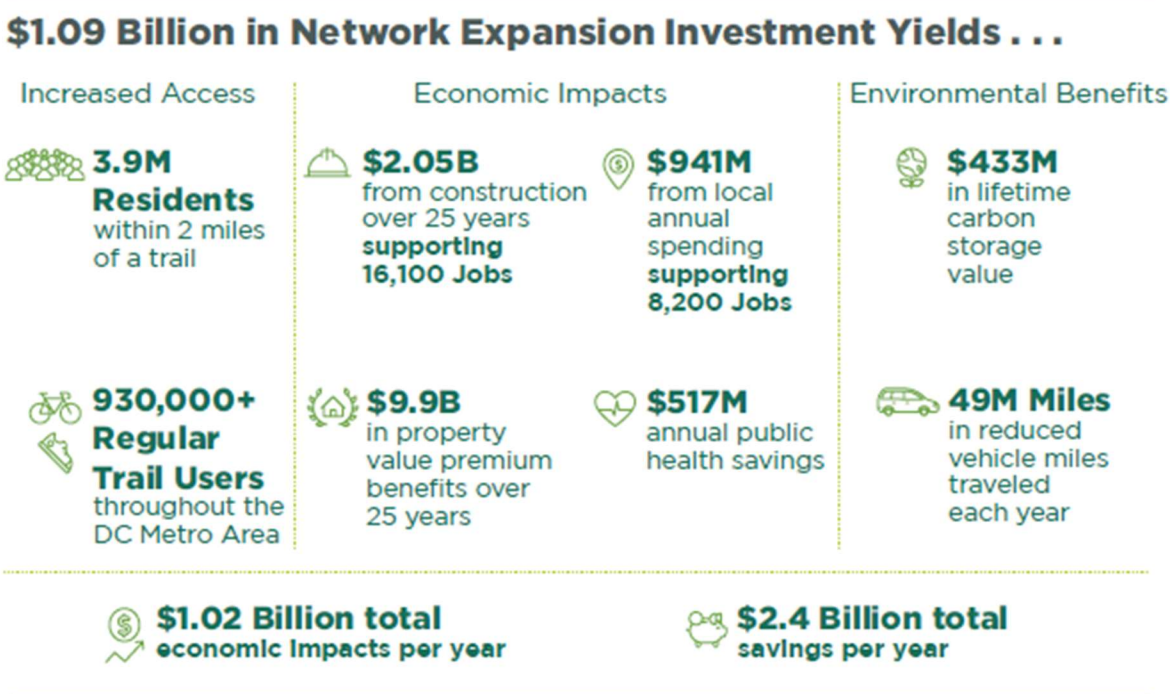 $1.09 Billion in Network Expansion Investment Yields . . .
Increased Access
3.9M
Residents
within 2 miles
of a trail
930,000+
Regular
Trail Users
throughout the
DC Metro Area
Economic Impacts
$2.05B
from construction
over 25 years
supporting
16,100 Jobs
$941M
from local
annual
spending
supporting
8,200 Jobs
$9.9B
in property
value premium
benefits over
25 years
$517M
annual public
health savings
Environmental Benefits
$433M
in lifetime
carbon
storage
value
49M Miles
in reduced
vehicle miles
traveled
each year
$1.02 Billion total
economic impacts per year
$2.4 Billion total
savings per year